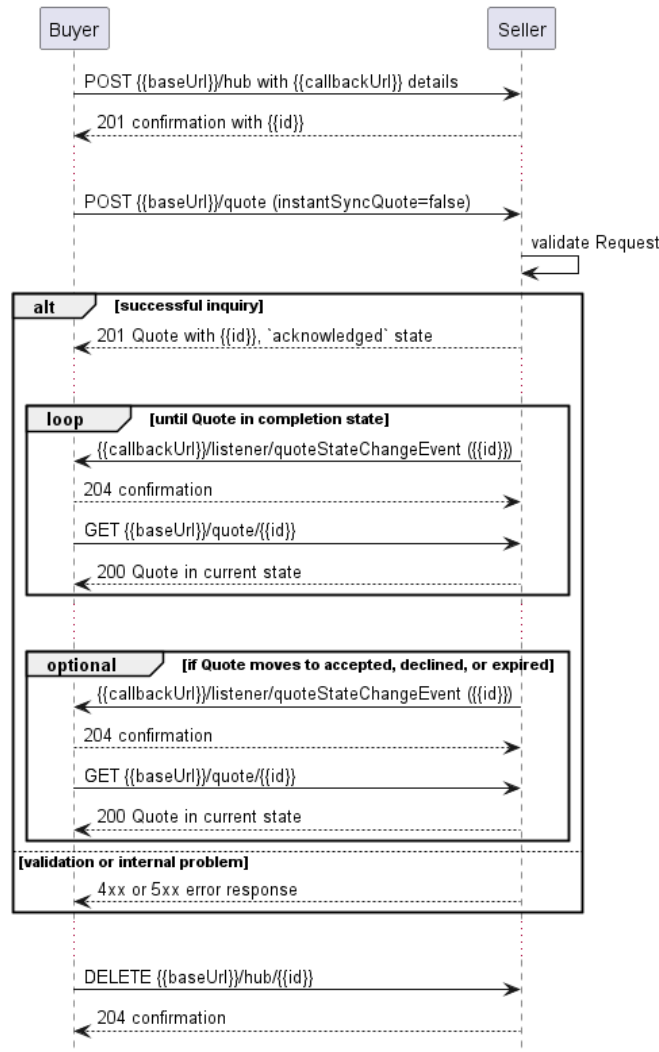 Buyer Seller
POST {{baseUrl}}/hub with {{callbackUrl}} details
201 confirmation with {{id}}
POST {{baseUrl}}/quote (instantSyncQuote=false)
validate Request
alt [successful inquiry]
201 Quote with {{id}}, `acknowledged` state
loop [until Quote in completion state]
{{callbackUrl}}/listener/quoteStateChangeEvent ({{id}})
204 confirmation
GET {{baseUrl}}/quote/{{id}}
200 Quote in current state
optional [if Quote moves to accepted, declined, or expired]
{{callbackUrl}}/listener/quoteStateChangeEvent ({{id}})
204 confirmation
GET {{baseUrl}}/quote/{{id}}
200 Quote in current state
[validation or internal problem]
4xx or 5xx error response
DELETE {{baseUrl}}/hub/{{id}}
204 confirmation